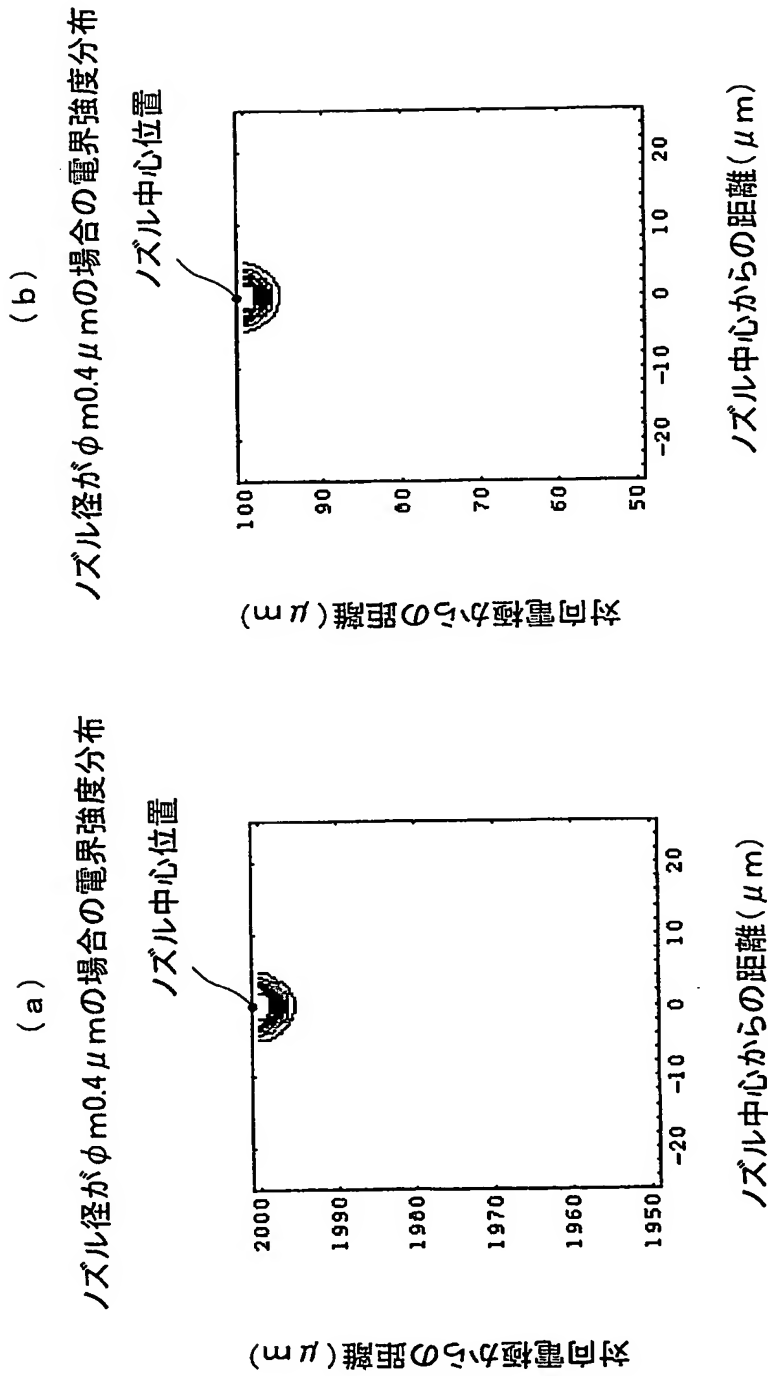 (a)
ノズル径がφm0.4μmの場合の電界強度分布
ノズル中心位置
2000
1990
1980
1970
1960
1950
-20
-10
0
10
20
対向電極からの距離(μm)
ノズル中心からの距離(μm)
(b)
ノズル径がφm0.4μmの場合の電界強度分布
ノズル中心位置
100
90
80
70
60
50
-20
-10
0
10
20
対向電極からの距離(μm)
ノズル中心からの距離(μm)